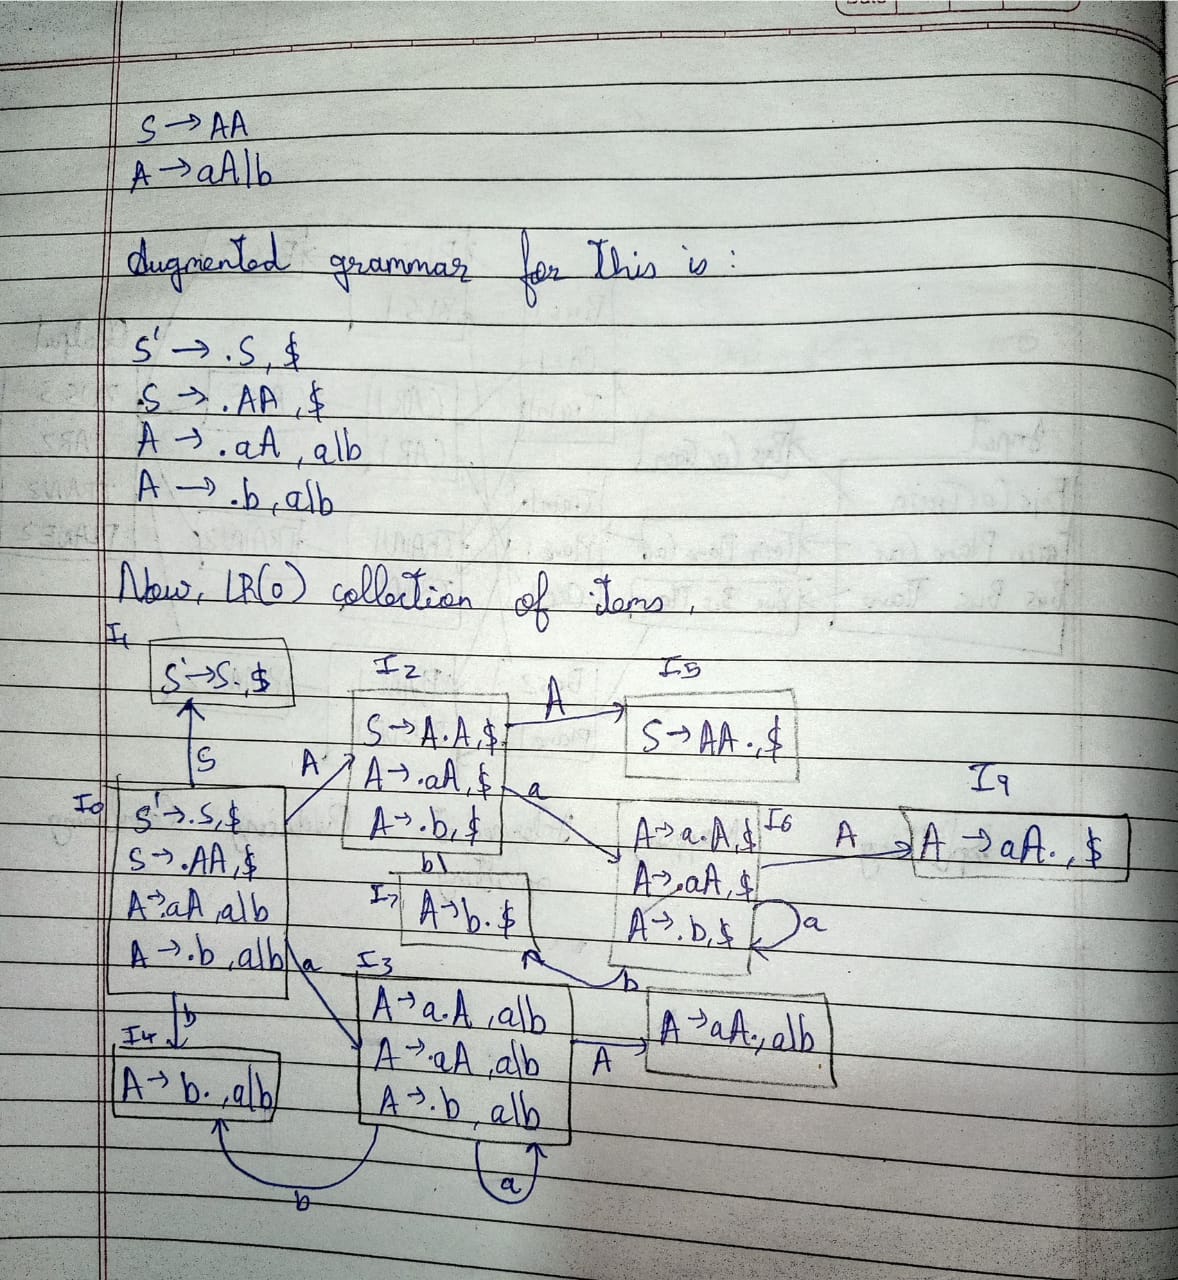 S → AA
A → aA|b
Augmented grammar for This is :
S' → .S, $
S → .AA, $
A → .aA, a|b
A → .b, a|b
Now, LR(0) collection of items,
I1
S' → S., $
I2
I5
S → A.A, $
A → .aA, $
A → .b, $
A
S → AA., $
S
A
a
I0
S' → .S, $
S → .AA, $
A → .aA, a|b
A → .b, a|b
I6
A → a.A, $
A → .aA, $
A → .b, $
A
I9
A → aA., $
b
I7
A → b. $
a
b
a
I3
A → a.A, a|b
A → .aA, a|b
A → .b, a|b
A
A → aA., a|b
b
I4
A → b., a|b
b
a